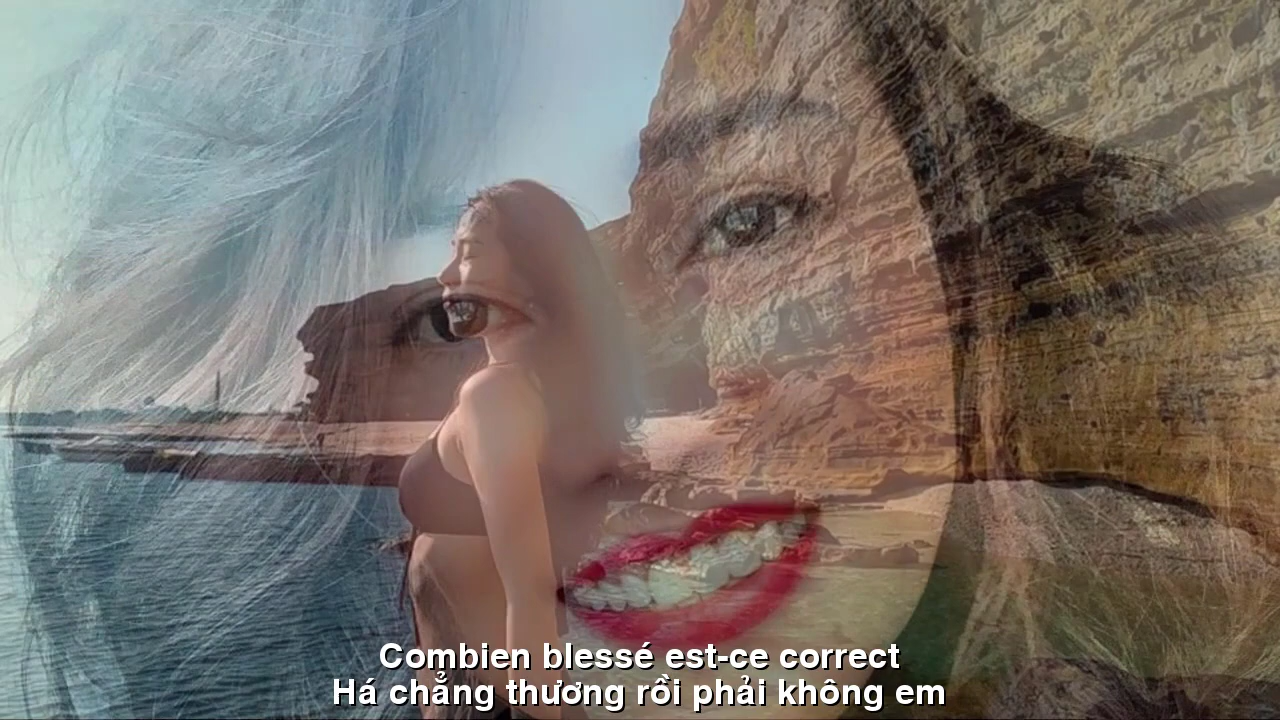 Combien blessé est-ce correct
Há chẳng thương rồi phải không em